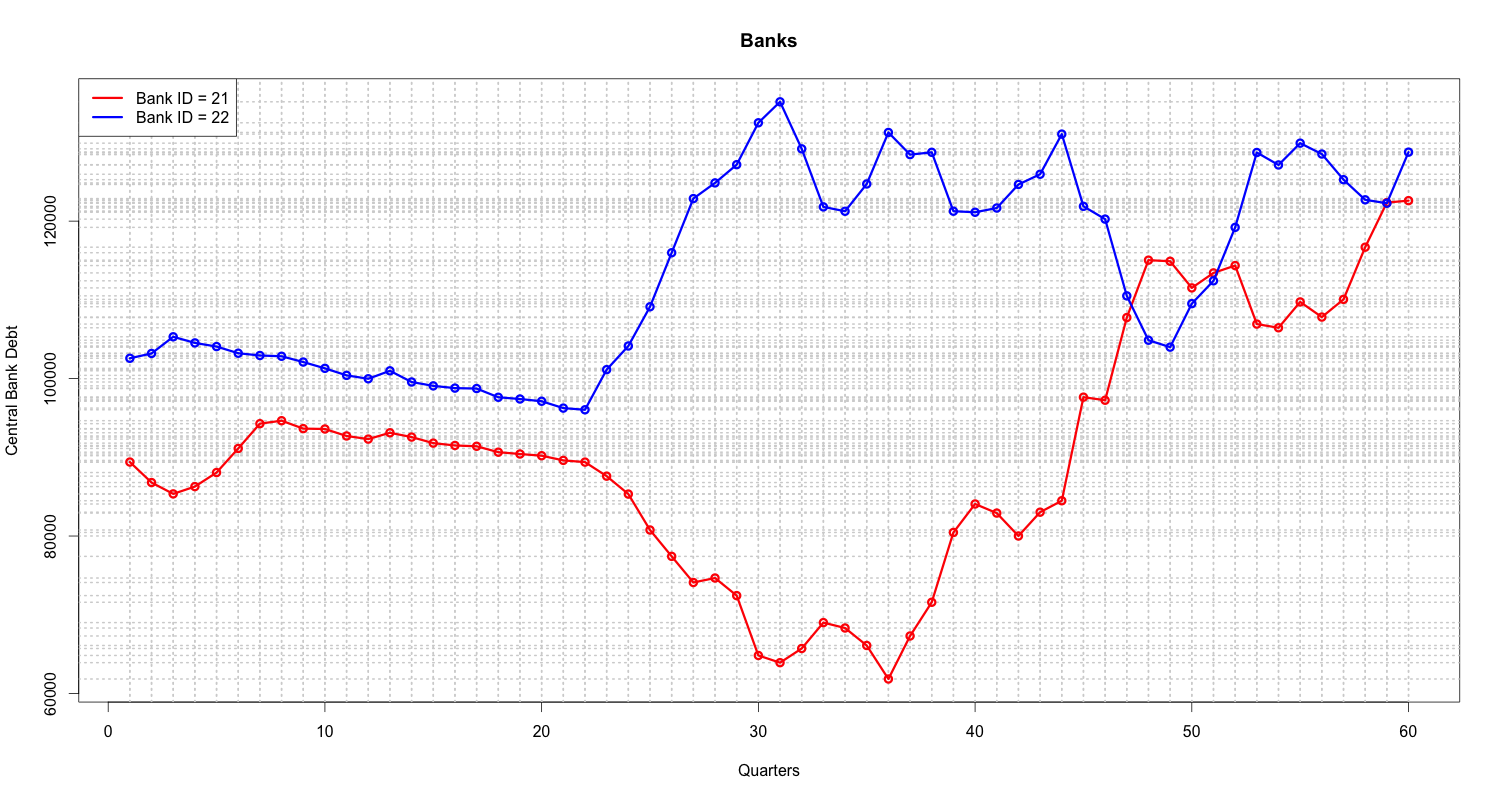 Banks
Bank ID = 21
Bank ID = 22
Central Bank Debt
120000
100000
80000
60000
0 10 20 30 40 50 60
Quarters